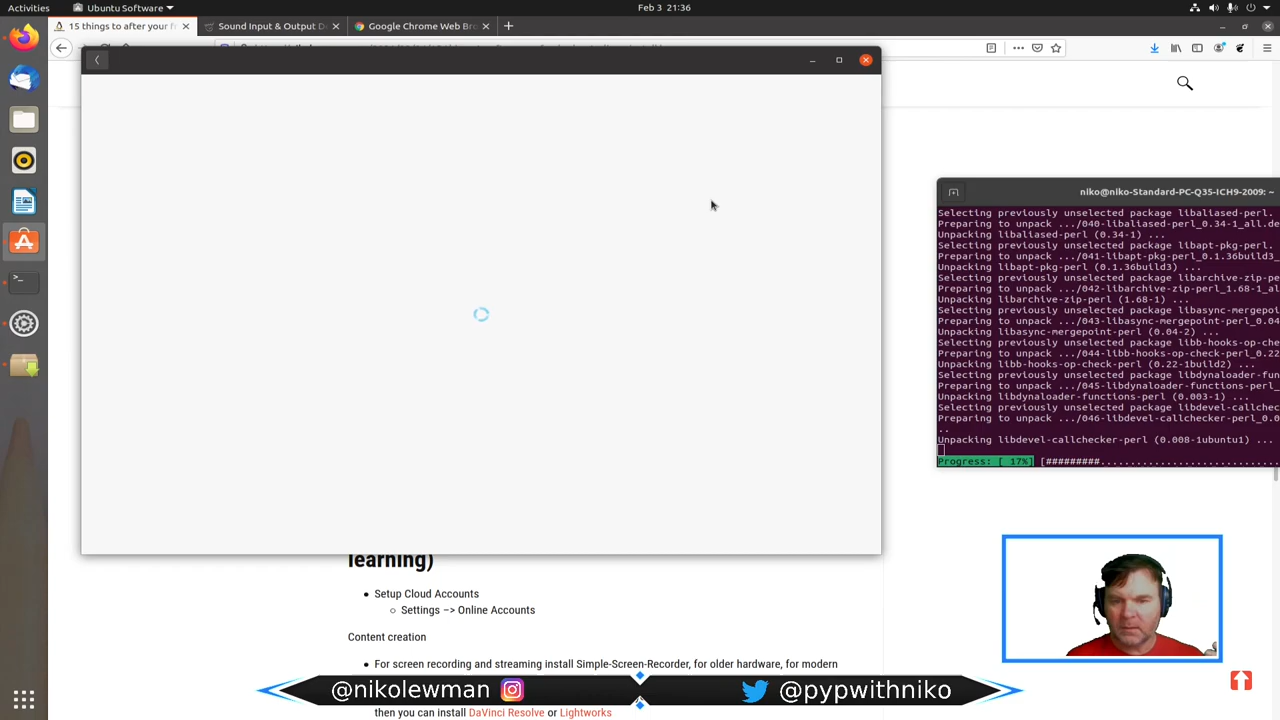 Activities
Ubuntu Software
Feb 3 21:36
15 things to after your f
Sound Input & Output D
Google Chrome Web Bro
niko@niko-Standard-PC-Q35-ICH9-2009: ~
Selecting previously unselected package libaliased-perl.
Preparing to unpack .../040-libaliased-perl_0.34-1_all.de
Unpacking libaliased-perl (0.34-1) ...
Selecting previously unselected package libapt-pkg-perl.
Preparing to unpack .../041-libapt-pkg-perl_0.1.36build3_
Unpacking libapt-pkg-perl (0.1.36build3) ...
Selecting previously unselected package libarchive-zip-pe
Preparing to unpack .../042-libarchive-zip-perl_1.68-1_al
Unpacking libarchive-zip-perl (1.68-1) ...
Selecting previously unselected package libasync-mergepoi
Preparing to unpack .../043-libasync-mergepoint-perl_0.04
Unpacking libasync-mergepoint-perl (0.04-2) ...
Selecting previously unselected package libb-hooks-op-che
Preparing to unpack .../044-libb-hooks-op-check-perl_0.22
Unpacking libb-hooks-op-check-perl (0.22-1build2) ...
Selecting previously unselected package libdynaloader-fun
Preparing to unpack .../045-libdynaloader-functions-perl_
Unpacking libdynaloader-functions-perl (0.003-1) ...
Selecting previously unselected package libdevel-callchec
Preparing to unpack .../046-libdevel-callchecker-perl_0.0
..
Unpacking libdevel-callchecker-perl (0.008-1ubuntu1) ...
Progress: [ 17%] [#########..............................
learning)
• Setup Cloud Accounts
Settings –> Online Accounts
Content creation
• For screen recording and streaming install Simple-Screen-Recorder, for older hardware, for modern
@nikolewman
@pypwithniko
then you can install DaVinci Resolve or Lightworks